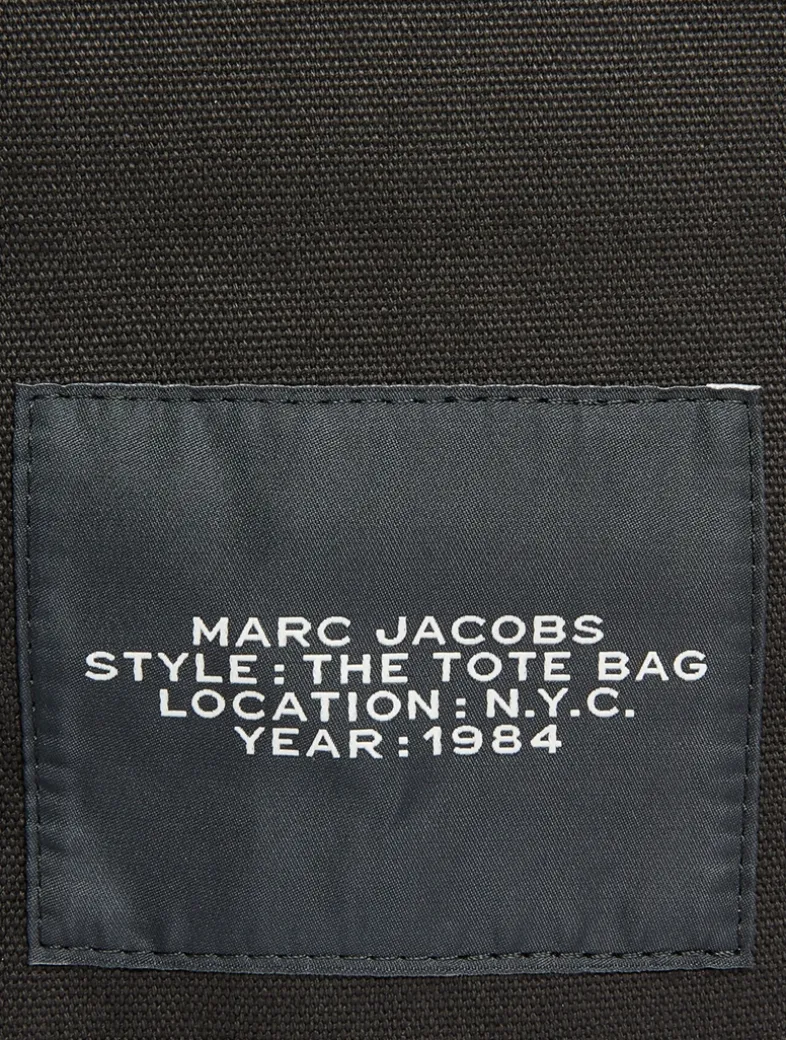 MARC JACOBS
STYLE: THE TOTE BAG
LOCATION: N.Y.C.
YEAR:1984